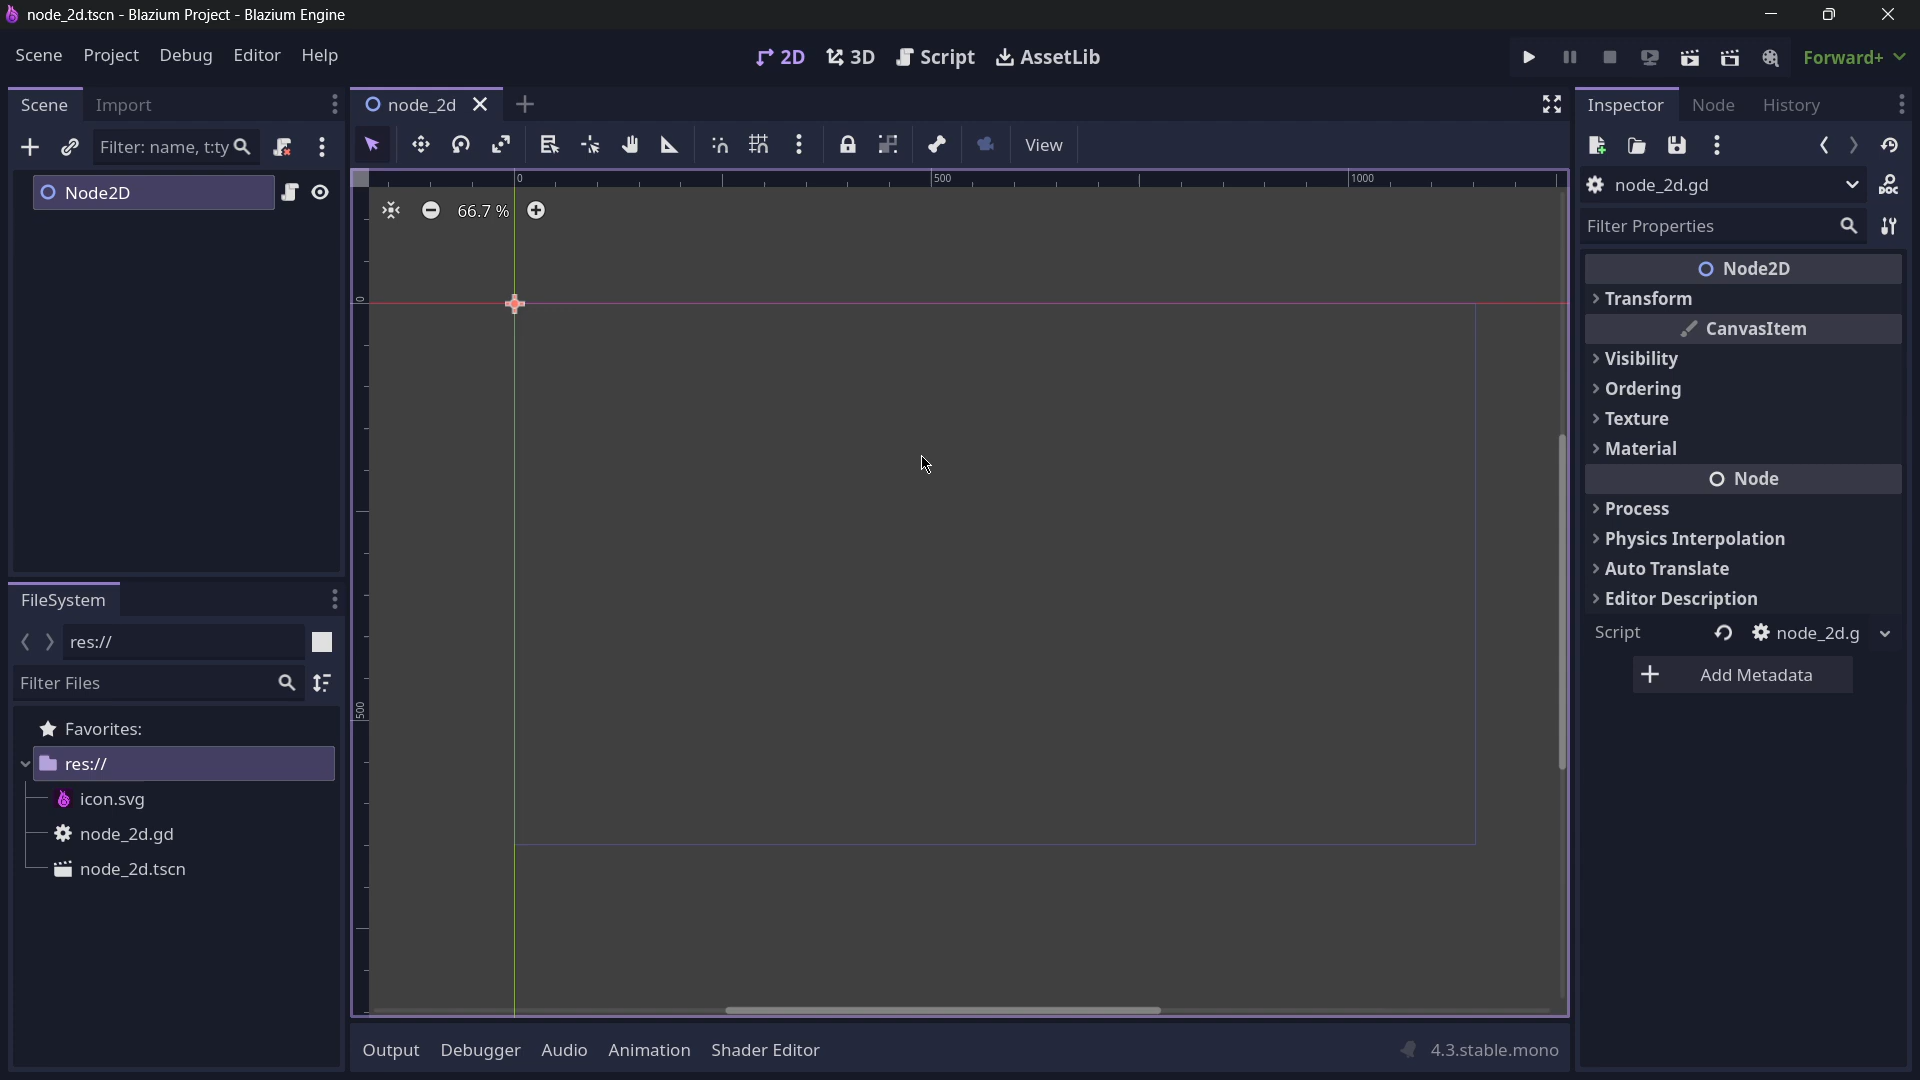 node_2d.tscn - Blazium Project - Blazium Engine
Scene Project Debug Editor Help
2D 3D Script AssetLib
Forward+
Scene Import
Filter: name, t:ty
Node2D
FileSystem
res://
Filter Files
Favorites:
res://
icon.svg
node_2d.gd
node_2d.tscn
node_2d
View
0 500 1000
66.7 %
0
500
Output Debugger Audio Animation Shader Editor
4.3.stable.mono
Inspector Node History
node_2d.gd
DOC
Filter Properties
Node2D
Transform
CanvasItem
Visibility
Ordering
Texture
Material
Node
Process
Physics Interpolation
Auto Translate
Editor Description
Script node_2d.g
Add Metadata